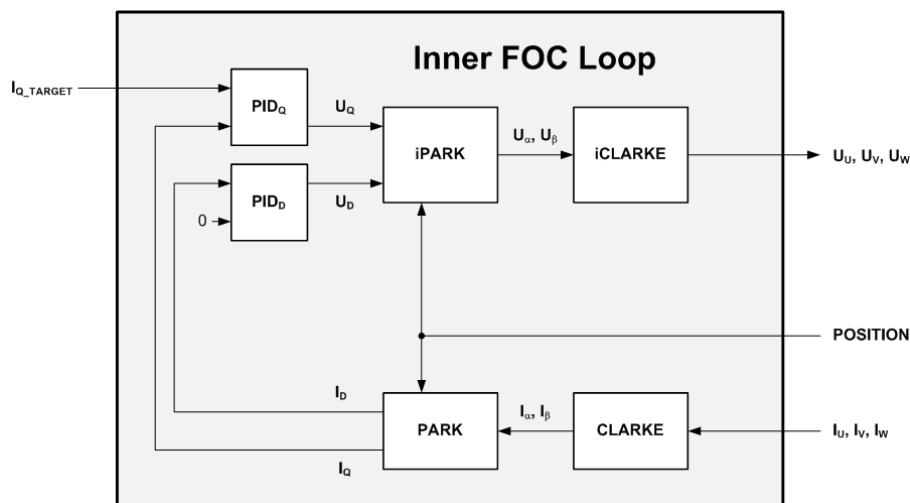 Inner FOC Loop
I_Q_TARGET
PID_Q
U_Q
iPARK
U_α, U_β
iCLARKE
U_U, U_V, U_W
PID_D
U_D
0
POSITION
I_D
PARK
I_α, I_β
CLARKE
I_U, I_V, I_W
I_Q